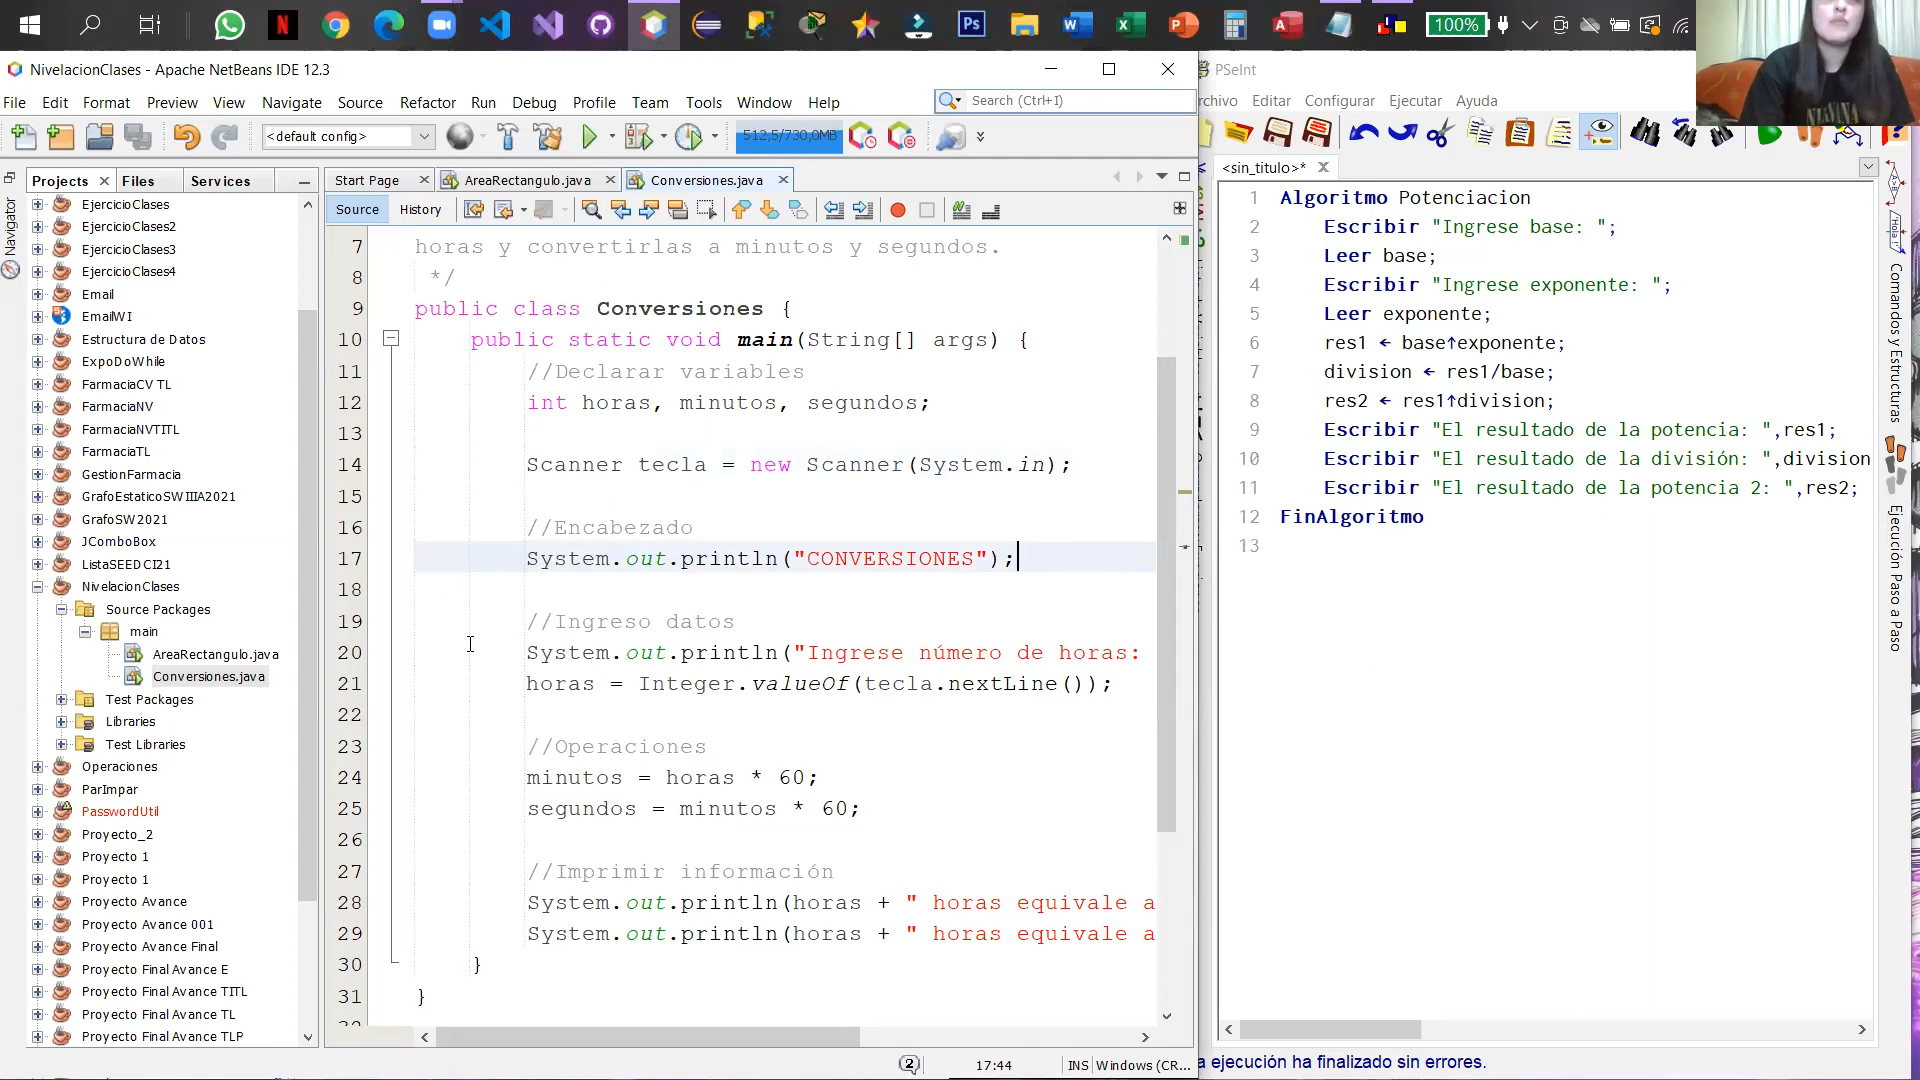 100%
NivelacionClases - Apache NetBeans IDE 12.3
File Edit Format Preview View Navigate Source Refactor Run Debug Profile Team Tools Window Help
Search (Ctrl+I)
<default config>
512,5/730,0MB
Projects Files Services
Start Page AreaRectangulo.java Conversiones.java
Source History
Navigator
EjercicioClases
EjercicioClases2
EjercicioClases3
EjercicioClases4
Email
EmailWI
Estructura de Datos
ExpoDoWhile
FarmaciaCV TL
FarmaciaNV
FarmaciaNVTITL
FarmaciaTL
GestionFarmacia
GrafoEstaticoSWIIIA2021
GrafoSW2021
JComboBox
ListaSEEDCI21
NivelacionClases
Source Packages
main
AreaRectangulo.java
Conversiones.java
Test Packages
Libraries
Test Libraries
Operaciones
ParImpar
PasswordUtil
Proyecto_2
Proyecto 1
Proyecto 1
Proyecto Avance
Proyecto Avance 001
Proyecto Avance Final
Proyecto Final Avance E
Proyecto Final Avance TITL
Proyecto Final Avance TL
Proyecto Final Avance TLP
7 horas y convertirlas a minutos y segundos.
8 */
9 public class Conversiones {
10 public static void main(String[] args) {
11 //Declarar variables
12 int horas, minutos, segundos;
13
14 Scanner tecla = new Scanner(System.in);
15
16 //Encabezado
17 System.out.println("CONVERSIONES");
18
19 //Ingreso datos
20 System.out.println("Ingrese número de horas:
21 horas = Integer.valueOf(tecla.nextLine());
22
23 //Operaciones
24 minutos = horas * 60;
25 segundos = minutos * 60;
26
27 //Imprimir información
28 System.out.println(horas + " horas equivale a
29 System.out.println(horas + " horas equivale a
30 }
31 }
2 17:44 INS Windows (CR...
PSeInt
rchivo Editar Configurar Ejecutar Ayuda
<sin_titulo>*
1 Algoritmo Potenciacion
2 Escribir "Ingrese base: ";
3 Leer base;
4 Escribir "Ingrese exponente: ";
5 Leer exponente;
6 res1 ← base↑exponente;
7 division ← res1/base;
8 res2 ← res1↑division;
9 Escribir "El resultado de la potencia: ",res1;
10 Escribir "El resultado de la división: ",division
11 Escribir "El resultado de la potencia 2: ",res2;
12 FinAlgoritmo
13
Comandos y Estructuras
Ejecución Paso a Paso
a ejecución ha finalizado sin errores.